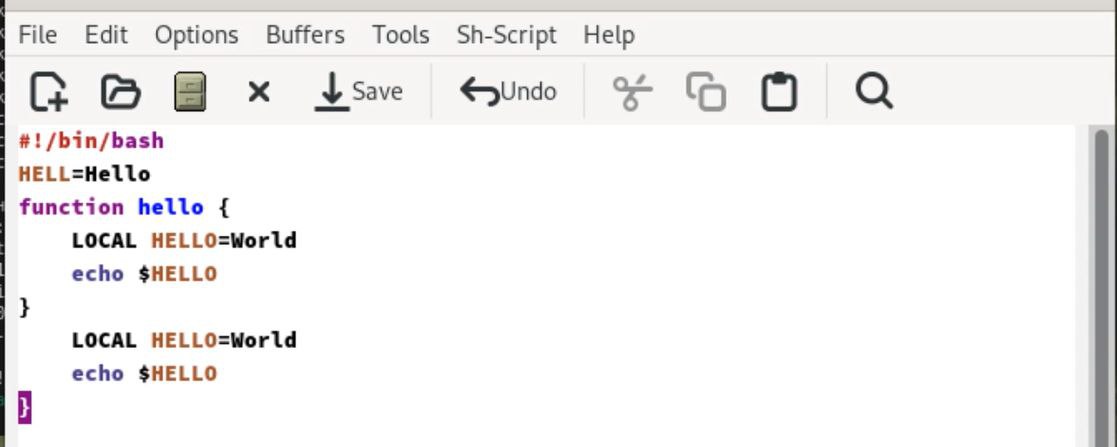 File Edit Options Buffers Tools Sh-Script Help
Save Undo
#!/bin/bash
HELL=Hello
function hello {
    LOCAL HELLO=World
    echo $HELLO
}
    LOCAL HELLO=World
    echo $HELLO
}